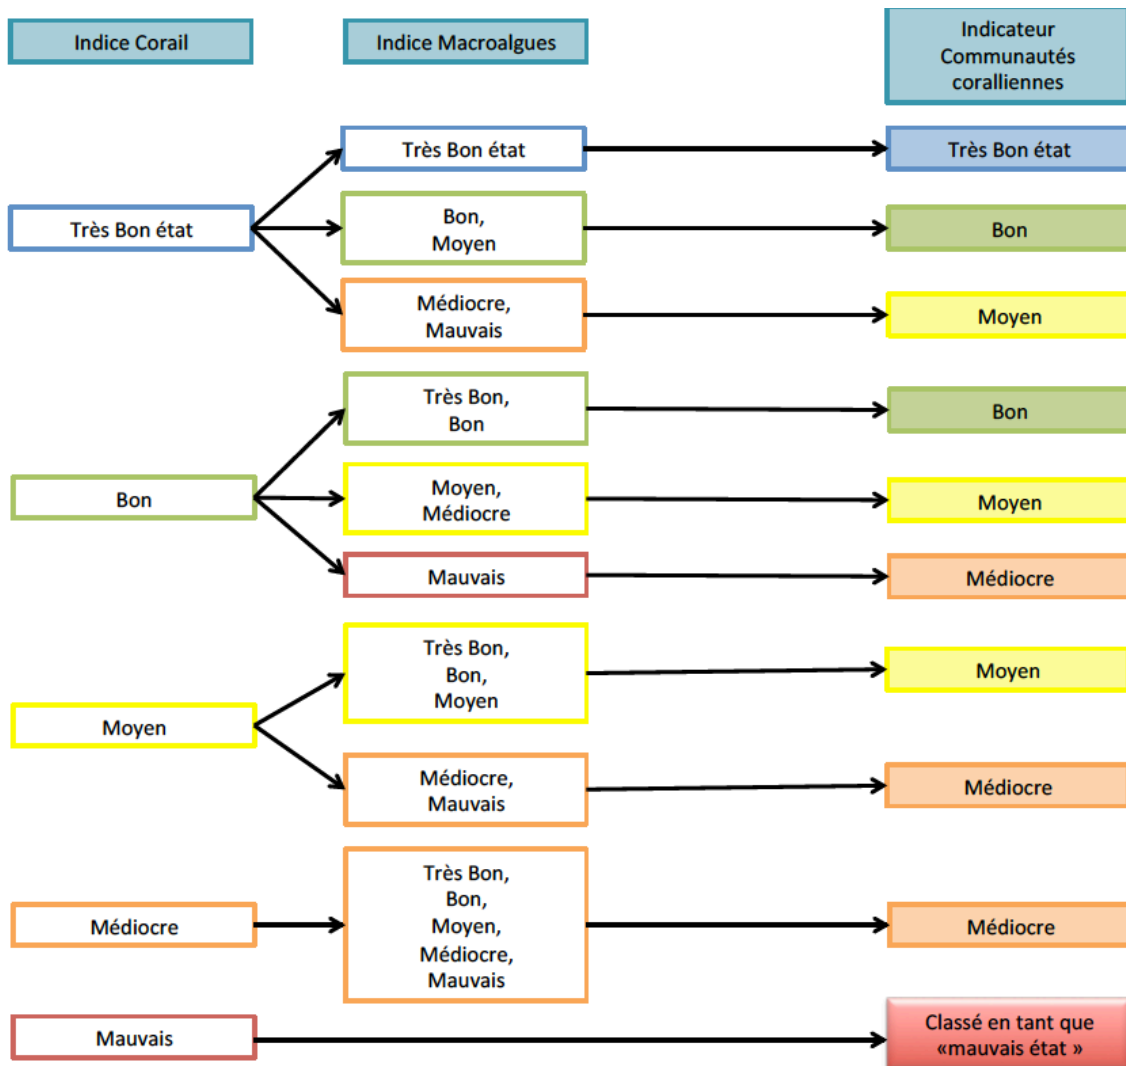 Indice Corail
Indice Macroalgues
Indicateur
Communautés
coralliennes
Très Bon état
Très Bon état
Très Bon état
Bon,
Moyen
Bon
Médiocre,
Mauvais
Moyen
Bon
Très Bon,
Bon
Bon
Moyen,
Médiocre
Moyen
Mauvais
Médiocre
Moyen
Très Bon,
Bon,
Moyen
Moyen
Médiocre,
Mauvais
Médiocre
Médiocre
Très Bon,
Bon,
Moyen,
Médiocre,
Mauvais
Médiocre
Mauvais
Classé en tant que
«mauvais état »